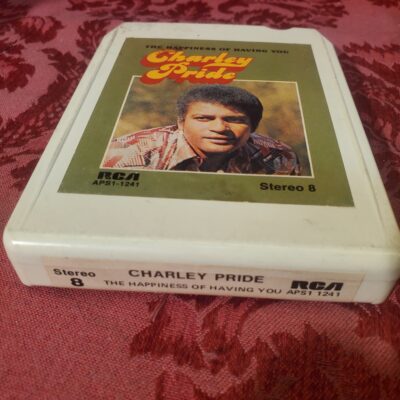 THE HAPPINESS OF HAVING YOU
Charley
Pride
RCA
APS1-1241
Stereo 8
Stereo
8
CHARLEY PRIDE
THE HAPPINESS OF HAVING YOU
RCA
APS1 1241